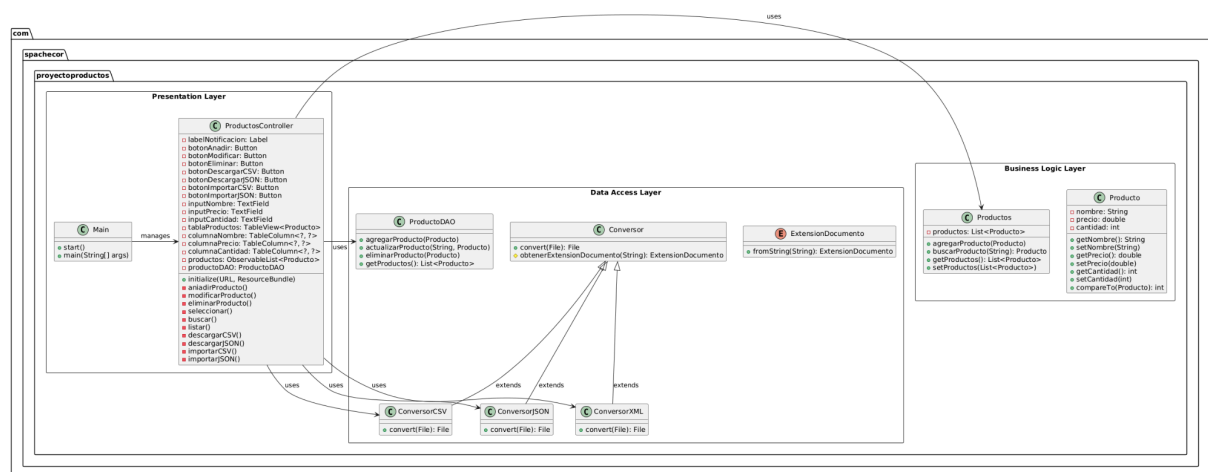 uses
com
spachecor
proyectoproductos
Presentation Layer
C ProductosController
labelNotificacion: Label
botonAnadir: Button
botonModificar: Button
botonEliminar: Button
botonDescargarCSV: Button
botonDescargarJSON: Button
botonImportarCSV: Button
botonImportarJSON: Button
inputNombre: TextField
inputPrecio: TextField
inputCantidad: TextField
tablaProductos: TableView<Producto>
columnaNombre: TableColumn<?, ?>
columnaPrecio: TableColumn<?, ?>
columnaCantidad: TableColumn<?, ?>
productos: ObservableList<Producto>
productoDAO: ProductoDAO
initialize(URL, ResourceBundle)
aniadirProducto()
modificarProducto()
eliminarProducto()
seleccionar()
buscar()
listar()
descargarCSV()
descargarJSON()
importarCSV()
importarJSON()
C Main
start()
main(String[] args)
manages
uses
Data Access Layer
C ProductoDAO
agregarProducto(Producto)
actualizarProducto(String, Producto)
eliminarProducto(Producto)
getProductos(): List<Producto>
C Conversor
convert(File): File
obtenerExtensionDocumento(String): ExtensionDocumento
E ExtensionDocumento
fromString(String): ExtensionDocumento
Business Logic Layer
C Productos
productos: List<Producto>
agregarProducto(Producto)
buscarProducto(String): Producto
getProductos(): List<Producto>
setProductos(List<Producto>)
C Producto
nombre: String
precio: double
cantidad: int
getNombre(): String
setNombre(String)
getPrecio(): double
setPrecio(double)
getCantidad(): int
setCantidad(int)
compareTo(Producto): int
uses
uses
uses
extends
extends
extends
C ConversorCSV
convert(File): File
C ConversorJSON
convert(File): File
C ConversorXML
convert(File): File